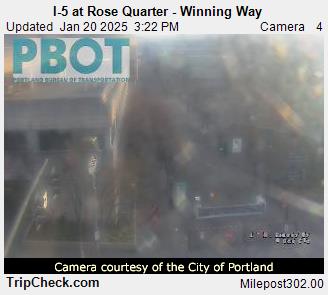 I-5 at Rose Quarter - Winning Way
Updated Jan 20 2025 3:22 PM Camera 4
PBOT
PORTLAND BUREAU OF TRANSPORTATION
Camera courtesy of the City of Portland
TripCheck.com Milepost302.00